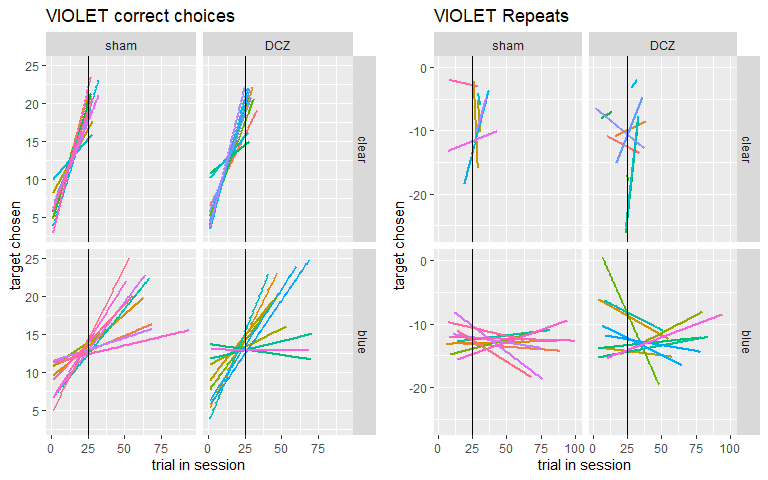 VIOLET correct choices
sham DCZ
25
20
15
10
5
clear
25
20
15
10
5
blue
target chosen
0 25 50 75 0 25 50 75
trial in session
VIOLET Repeats
sham DCZ
0
-10
-20
clear
0
-10
-20
blue
target chosen
0 25 50 75 100 0 25 50 75 100
trial in session